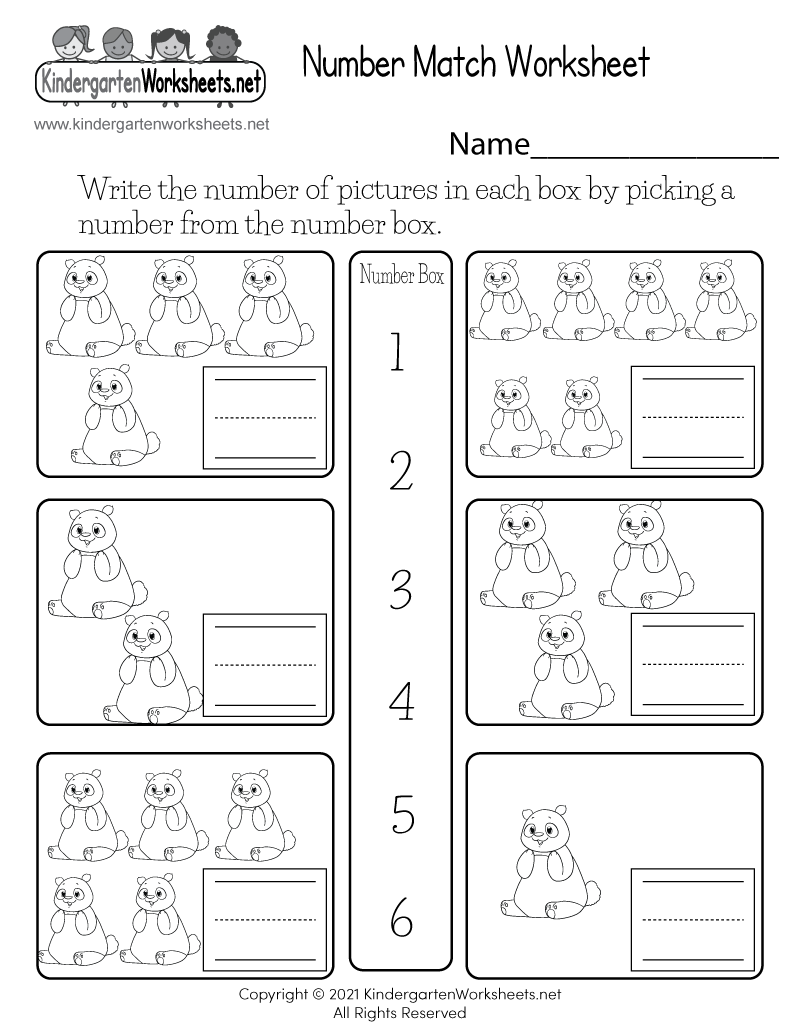 KindergartenWorksheets.net
www.kindergartenworksheets.net
Number Match Worksheet
Name_______________
Write the number of pictures in each box by picking a
number from the number box.
Number Box
1
2
3
4
5
6
Copyright © 2021 KindergartenWorksheets.net
All Rights Reserved